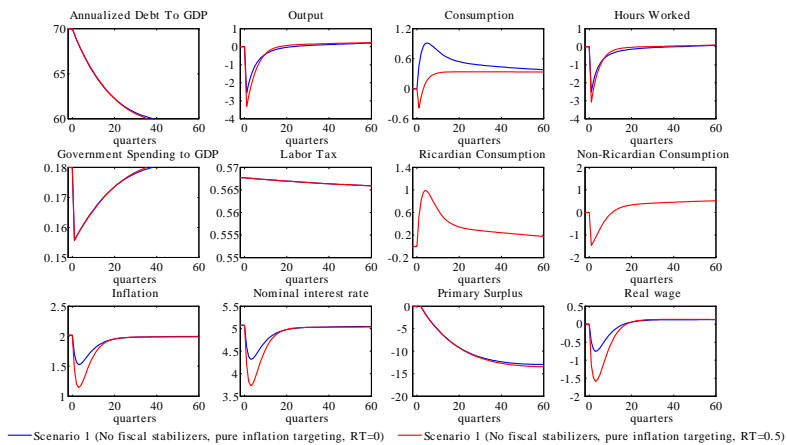 Annualized Debt To GDP
Output
Consumption
Hours Worked
70
65
60
0 20 40 60
quarters
1
0
-1
-2
-3
-4
0 20 40 60
quarters
1.2
0.6
0
-0.6
0 20 40 60
quarters
1
0
-1
-2
-3
-4
0 20 40 60
quarters
Government Spending to GDP
Labor Tax
Ricardian Consumption
Non-Ricardian Consumption
0.18
0.17
0.16
0.15
0 20 40 60
quarters
0.57
0.565
0.56
0.555
0.55
0 20 40 60
quarters
1.4
1
0.6
0.2
-0.2
0 20 40 60
quarters
2
1
0
-1
-2
0 20 40 60
quarters
Inflation
Nominal interest rate
Primary Surplus
Real wage
2.5
2
1.5
1
0 20 40 60
quarters
5.5
5
4.5
4
3.5
0 20 40 60
quarters
0
-5
-10
-15
-20
0 20 40 60
quarters
0.5
0
-0.5
-1
-1.5
-2
0 20 40 60
quarters
Scenario 1 (No fiscal stabilizers, pure inflation targeting, RT=0)
Scenario 1 (No fiscal stabilizers, pure inflation targeting, RT=0.5)